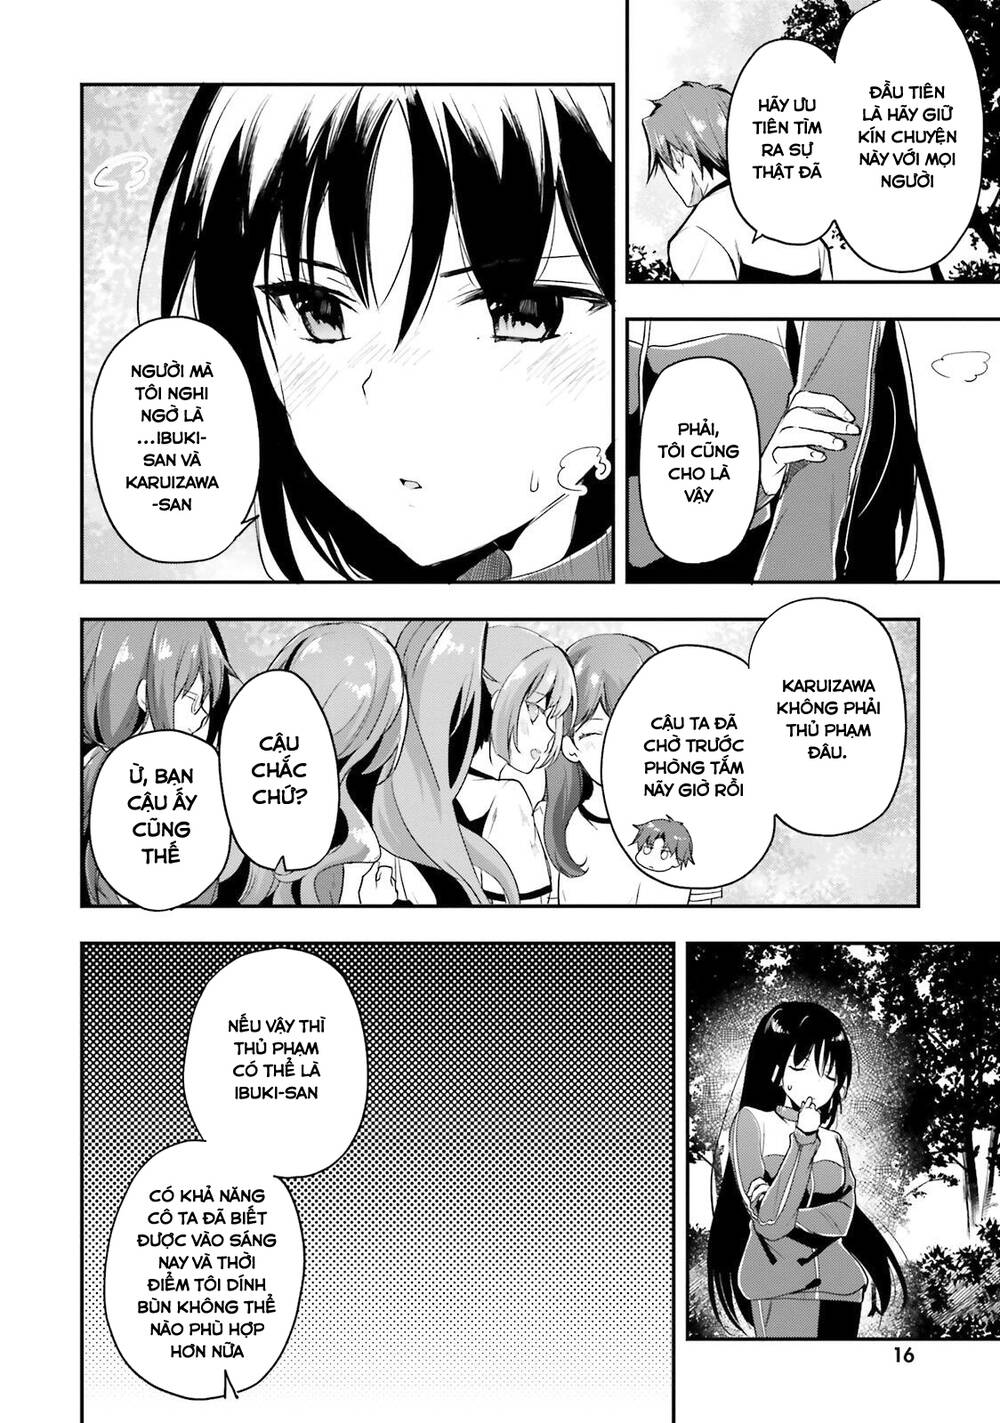 ĐẦU TIÊN
LÀ HÃY GIỮ
KÍN CHUYỆN
NÀY VỚI MỌI
NGƯỜI
HÃY ƯU
TIÊN TÌM
RA SỰ
THẬT ĐÃ
PHẢI,
TÔI CŨNG
CHO LÀ
VẬY
NGƯỜI MÀ
TÔI NGHI
NGỜ LÀ
...IBUKI-
SAN VÀ
KARUIZAWA
-SAN
KARUIZAWA
KHÔNG PHẢI
THỦ PHẠM
ĐÂU.
CẬU TA ĐÃ
CHỜ TRƯỚC
PHÒNG TẮM
NÃY GIỜ RỒI
CẬU
CHẮC
CHỨ?
Ừ, BẠN
CẬU ẤY
CŨNG
THẾ
NẾU VẬY THÌ
THỦ PHẠM
CÓ THỂ LÀ
IBUKI-SAN
CÓ KHẢ NĂNG
CÔ TA ĐÃ BIẾT
ĐƯỢC VÀO SÁNG
NAY VÀ THỜI
ĐIỂM TÔI DÍNH
BÙN KHÔNG THỂ
NÀO PHÙ HỢP
HƠN NỮA
16